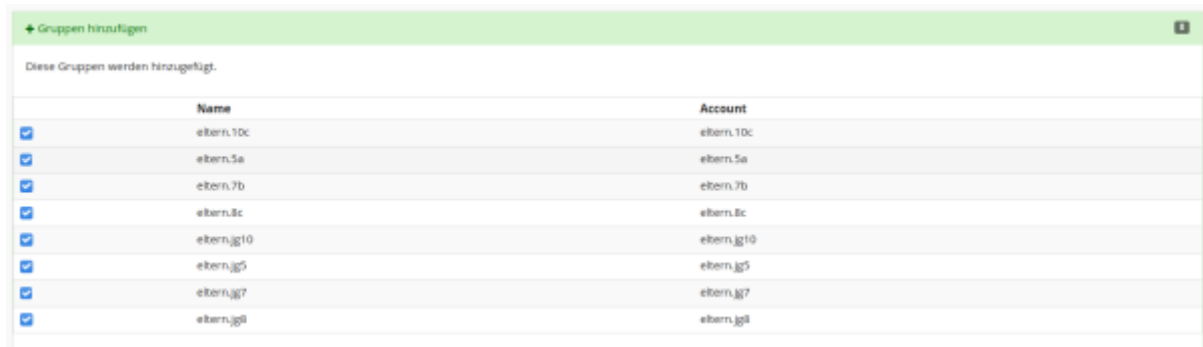 Gruppen hinzufügen
Diese Gruppen werden hinzugefügt.
Name Account
eltern.10c eltern.10c
eltern.5a eltern.5a
eltern.7b eltern.7b
eltern.8c eltern.8c
eltern.jg10 eltern.jg10
eltern.jg5 eltern.jg5
eltern.jg7 eltern.jg7
eltern.jg8 eltern.jg8